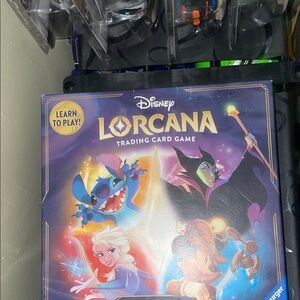 Disney
LEARN
TO PLAY!
LORCANA
TRADING CARD GAME